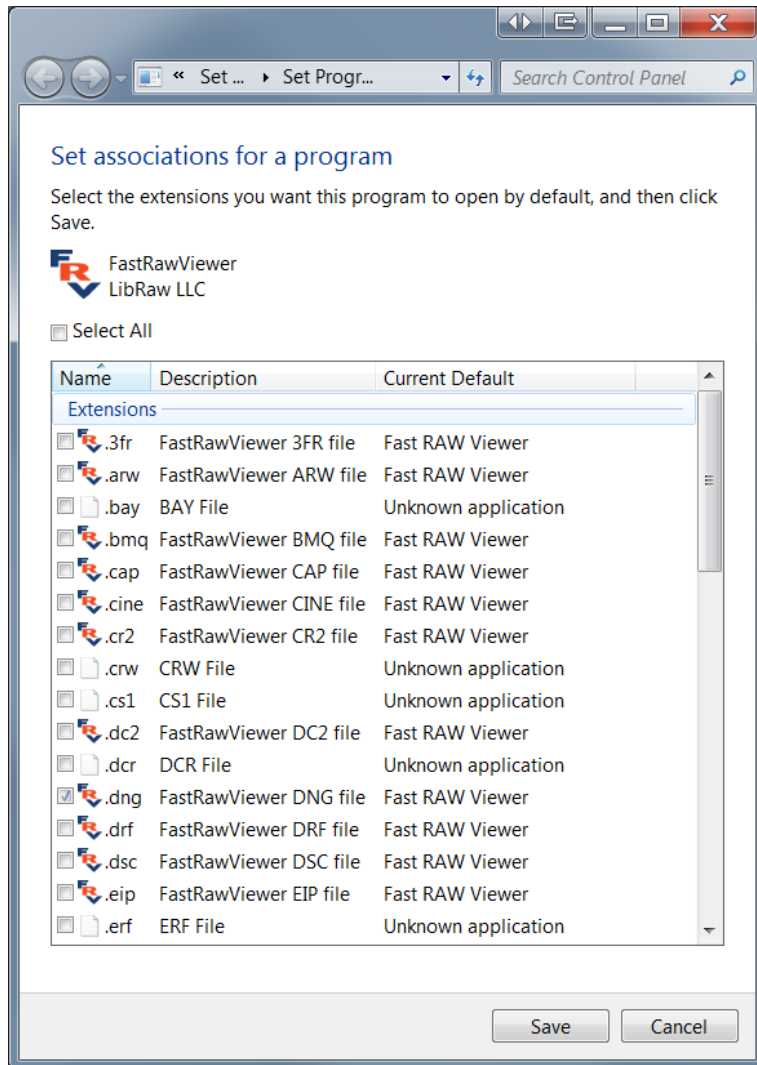 « Set ... Set Progr...
Search Control Panel
Set associations for a program
Select the extensions you want this program to open by default, and then click
Save.
FRV
FastRawViewer
LibRaw LLC
Select All
Name Description Current Default
Extensions
.3fr FastRawViewer 3FR file Fast RAW Viewer
.arw FastRawViewer ARW file Fast RAW Viewer
.bay BAY File Unknown application
.bmq FastRawViewer BMQ file Fast RAW Viewer
.cap FastRawViewer CAP file Fast RAW Viewer
.cine FastRawViewer CINE file Fast RAW Viewer
.cr2 FastRawViewer CR2 file Fast RAW Viewer
.crw CRW File Unknown application
.cs1 CS1 File Unknown application
.dc2 FastRawViewer DC2 file Fast RAW Viewer
.dcr DCR File Unknown application
.dng FastRawViewer DNG file Fast RAW Viewer
.drf FastRawViewer DRF file Fast RAW Viewer
.dsc FastRawViewer DSC file Fast RAW Viewer
.eip FastRawViewer EIP file Fast RAW Viewer
.erf ERF File Unknown application
Save Cancel